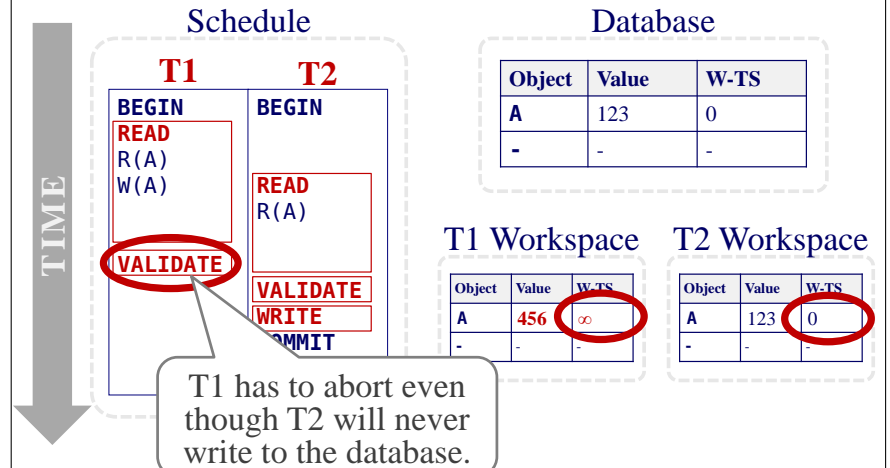 Schedule
Database
TIME
T1 T2
BEGIN BEGIN
READ
R(A)
W(A)
READ
R(A)
VALIDATE
VALIDATE
WRITE
OMMIT
T1 has to abort even
though T2 will never
write to the database.
Object Value W-TS
A 123 0
- - -
T1 Workspace
Object Value W-TS
A 456 ∞
- - -
T2 Workspace
Object Value W-TS
A 123 0
- - -